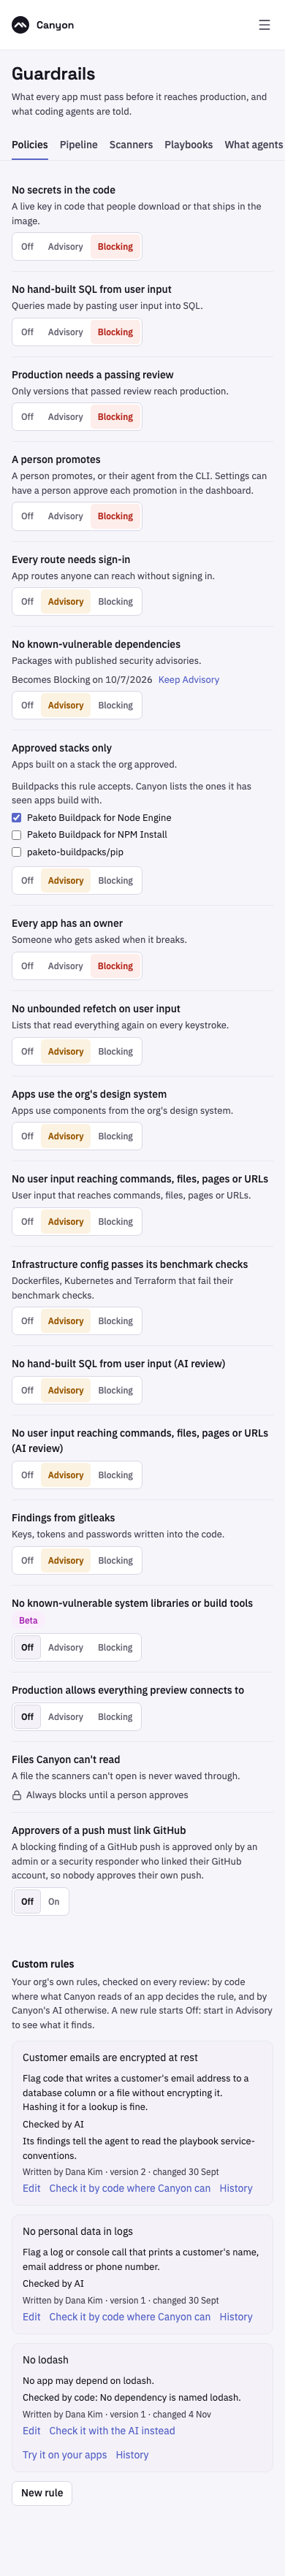 Canyon
Guardrails
What every app must pass before it reaches production, and
what coding agents are told.
Policies Pipeline Scanners Playbooks What agents
No secrets in the code
A live key in code that people download or that ships in the
image.
Off Advisory Blocking
No hand-built SQL from user input
Queries made by pasting user input into SQL.
Off Advisory Blocking
Production needs a passing review
Only versions that passed review reach production.
Off Advisory Blocking
A person promotes
A person promotes, or their agent from the CLI. Settings can
have a person approve each promotion in the dashboard.
Off Advisory Blocking
Every route needs sign-in
App routes anyone can reach without signing in.
Off Advisory Blocking
No known-vulnerable dependencies
Packages with published security advisories.
Becomes Blocking on 10/7/2026 Keep Advisory
Off Advisory Blocking
Approved stacks only
Apps built on a stack the org approved.
Buildpacks this rule accepts. Canyon lists the ones it has
seen apps build with.
Paketo Buildpack for Node Engine
Paketo Buildpack for NPM Install
paketo-buildpacks/pip
Off Advisory Blocking
Every app has an owner
Someone who gets asked when it breaks.
Off Advisory Blocking
No unbounded refetch on user input
Lists that read everything again on every keystroke.
Off Advisory Blocking
Apps use the org's design system
Apps use components from the org's design system.
Off Advisory Blocking
No user input reaching commands, files, pages or URLs
User input that reaches commands, files, pages or URLs.
Off Advisory Blocking
Infrastructure config passes its benchmark checks
Dockerfiles, Kubernetes and Terraform that fail their
benchmark checks.
Off Advisory Blocking
No hand-built SQL from user input (AI review)
Off Advisory Blocking
No user input reaching commands, files, pages or URLs
(AI review)
Off Advisory Blocking
Findings from gitleaks
Keys, tokens and passwords written into the code.
Off Advisory Blocking
No known-vulnerable system libraries or build tools
Beta
Off Advisory Blocking
Production allows everything preview connects to
Off Advisory Blocking
Files Canyon can't read
A file the scanners can't open is never waved through.
Always blocks until a person approves
Approvers of a push must link GitHub
A blocking finding of a GitHub push is approved only by an
admin or a security responder who linked their GitHub
account, so nobody approves their own push.
Off On
Custom rules
Your org's own rules, checked on every review: by code
where what Canyon reads of an app decides the rule, and by
Canyon's AI otherwise. A new rule starts Off: start in Advisory
to see what it finds.
Customer emails are encrypted at rest
Flag code that writes a customer's email address to a
database column or a file without encrypting it.
Hashing it for a lookup is fine.
Checked by AI
Its findings tell the agent to read the playbook service-
conventions.
Written by Dana Kim · version 2 · changed 30 Sept
Edit Check it by code where Canyon can History
No personal data in logs
Flag a log or console call that prints a customer's name,
email address or phone number.
Checked by AI
Written by Dana Kim · version 1 · changed 30 Sept
Edit Check it by code where Canyon can History
No lodash
No app may depend on lodash.
Checked by code: No dependency is named lodash.
Written by Dana Kim · version 1 · changed 4 Nov
Edit Check it with the AI instead
Try it on your apps History
New rule